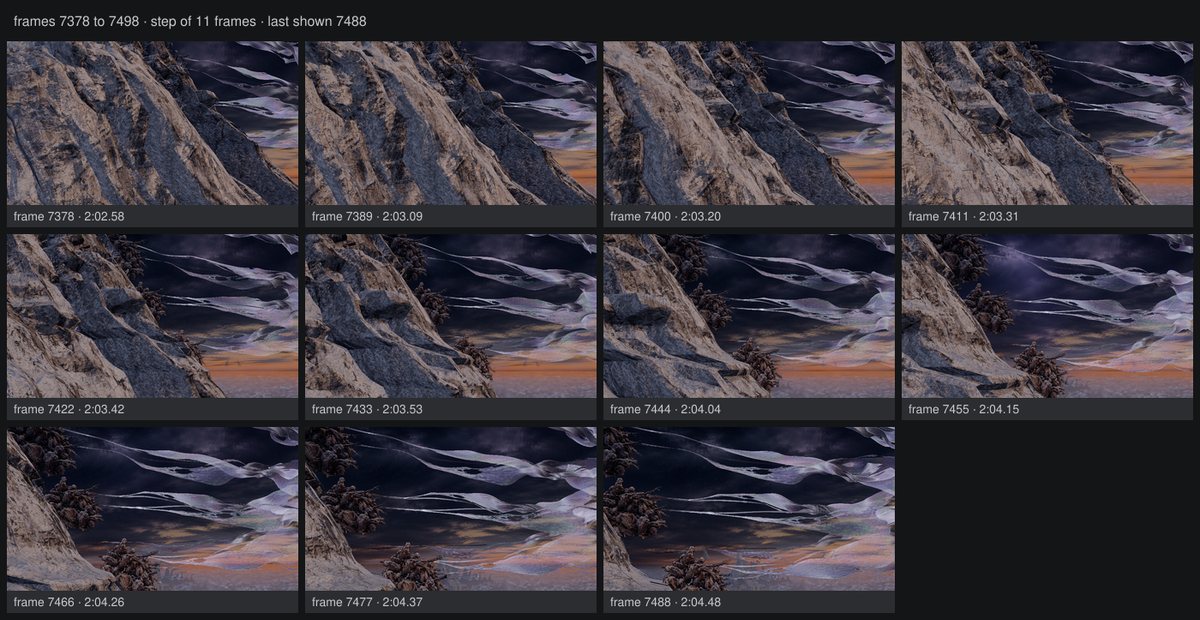 frames 7378 to 7498 · step of 11 frames · last shown 7488
frame 7378 · 2:02.58
frame 7389 · 2:03.09
frame 7400 · 2:03.20
frame 7411 · 2:03.31
frame 7422 · 2:03.42
frame 7433 · 2:03.53
frame 7444 · 2:04.04
frame 7455 · 2:04.15
frame 7466 · 2:04.26
frame 7477 · 2:04.37
frame 7488 · 2:04.48